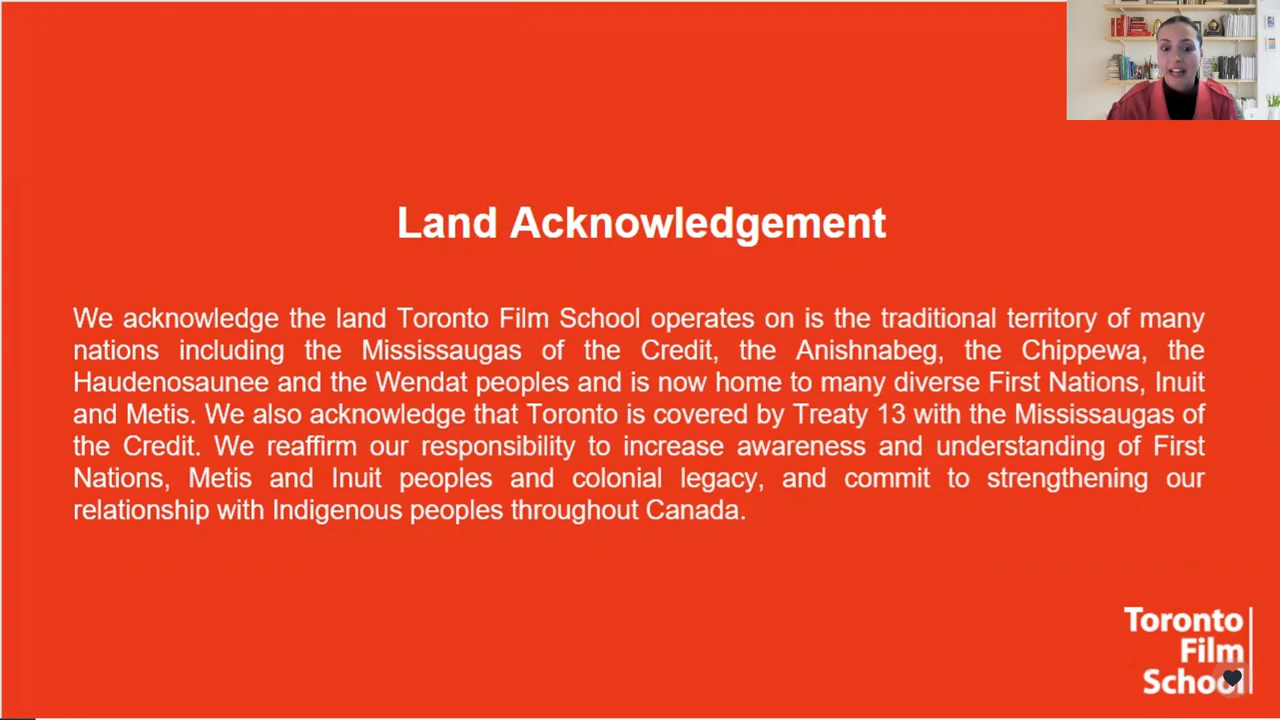 Land Acknowledgement
We acknowledge the land Toronto Film School operates on is the traditional territory of many
nations including the Mississaugas of the Credit, the Anishnabeg, the Chippewa, the
Haudenosaunee and the Wendat peoples and is now home to many diverse First Nations, Inuit
and Metis. We also acknowledge that Toronto is covered by Treaty 13 with the Mississaugas of
the Credit. We reaffirm our responsibility to increase awareness and understanding of First
Nations, Metis and Inuit peoples and colonial legacy, and commit to strengthening our
relationship with Indigenous peoples throughout Canada.
Toronto
Film
School